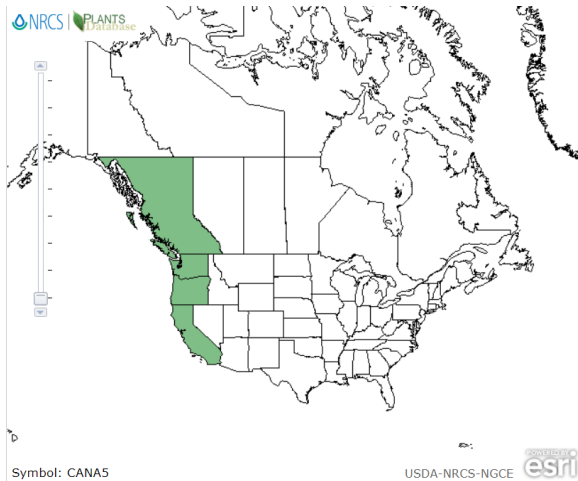 NRCS PLANTS
Database
Symbol: CANA5
USDA-NRCS-NGCE
POWERED BY
esri